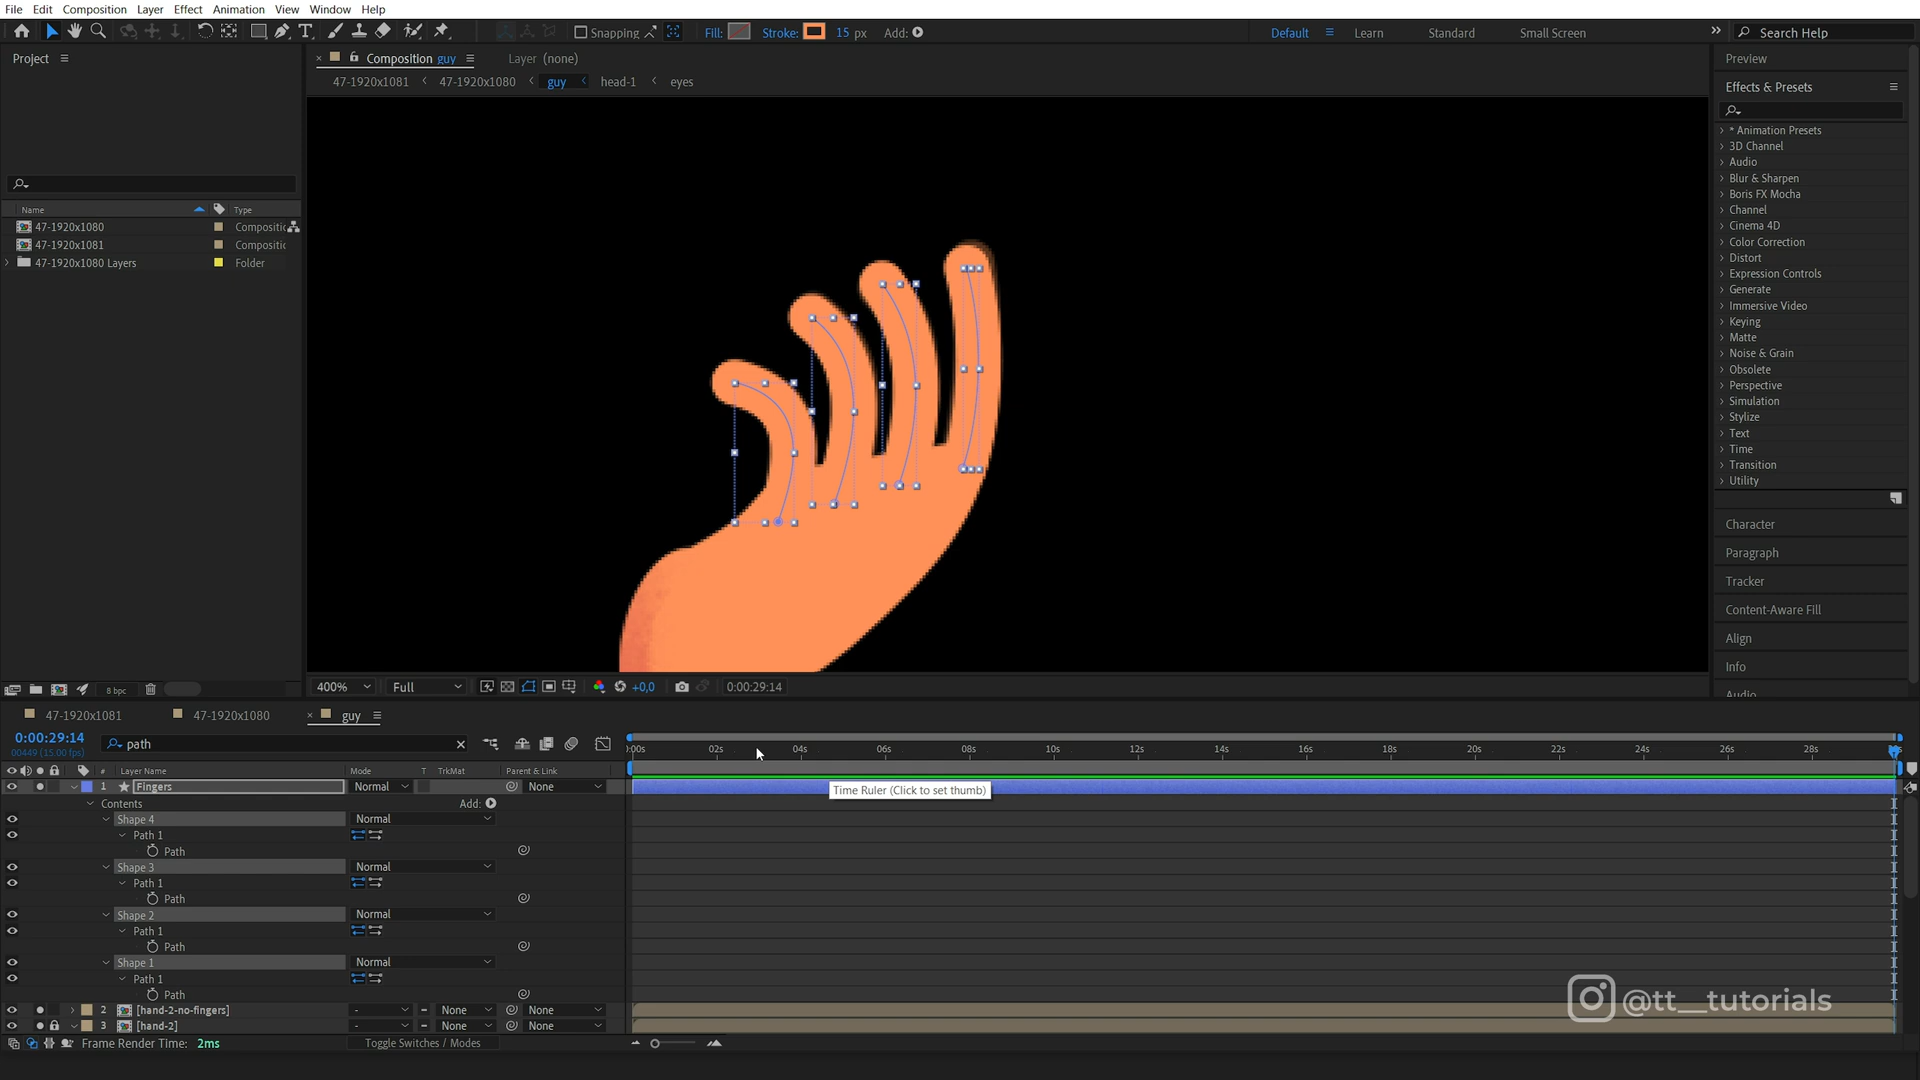 File Edit Composition Layer Effect Animation View Window Help
Snapping Fill: Stroke: 15 px Add: Default Learn Standard Small Screen Search Help
Project
Composition guy Layer (none)
47-1920x1081 47-1920x1080 guy head-1 eyes
Name Type
47-1920x1080 Compositi
47-1920x1081 Compositi
47-1920x1080 Layers Folder
8 bpc
400% Full +0,0 0:00:29:14
Preview
Effects & Presets
* Animation Presets
3D Channel
Audio
Blur & Sharpen
Boris FX Mocha
Channel
Cinema 4D
Color Correction
Distort
Expression Controls
Generate
Immersive Video
Keying
Matte
Noise & Grain
Obsolete
Perspective
Simulation
Stylize
Text
Time
Transition
Utility
Character
Paragraph
Tracker
Content-Aware Fill
Align
Info
Audio
47-1920x1081 47-1920x1080 guy
0:00:29:14
00449 (15.00 fps)
path
:00s 02s 04s 06s 08s 10s 12s 14s 16s 18s 20s 22s 24s 26s 28s
# Layer Name Mode T TrkMat Parent & Link
1 Fingers Normal None
Time Ruler (Click to set thumb)
Contents Add:
Shape 4 Normal
Path 1
Path
Shape 3 Normal
Path 1
Path
Shape 2 Normal
Path 1
Path
Shape 1 Normal
Path 1
Path
2 [hand-2-no-fingers] - None None
3 [hand-2] - None None
Frame Render Time: 2ms Toggle Switches / Modes
@tt__tutorials